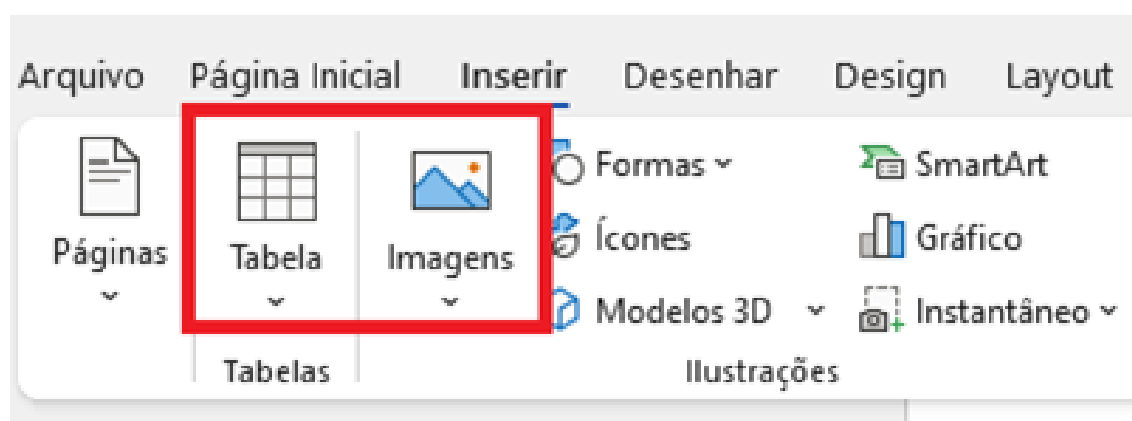 Arquivo Página Inicial Inserir Desenhar Design Layout
Formas SmartArt
Páginas Tabela Imagens Ícones Gráfico
Modelos 3D Instantâneo
Tabelas Ilustrações